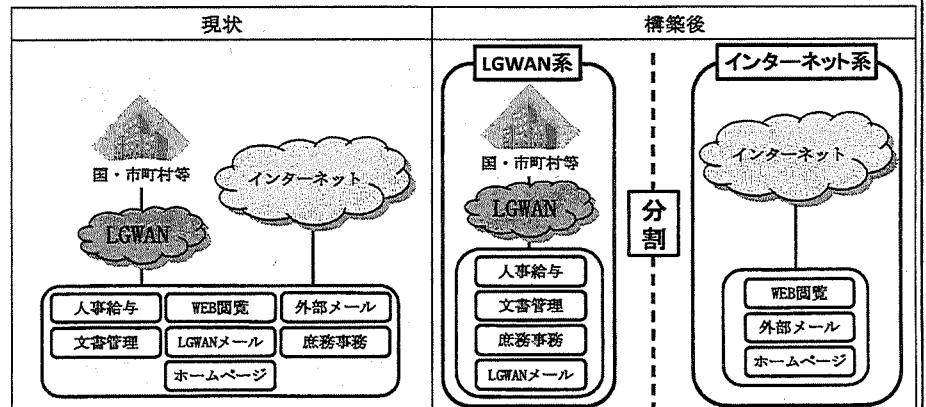 現状
構築後
国・市町村等
LGWAN
インターネット
人事給与
WEB閲覧
外部メール
文書管理
LGWANメール
庶務事務
ホームページ
LGWAN系
国・市町村等
LGWAN
人事給与
文書管理
庶務事務
LGWANメール
分割
インターネット系
インターネット
WEB閲覧
外部メール
ホームページ